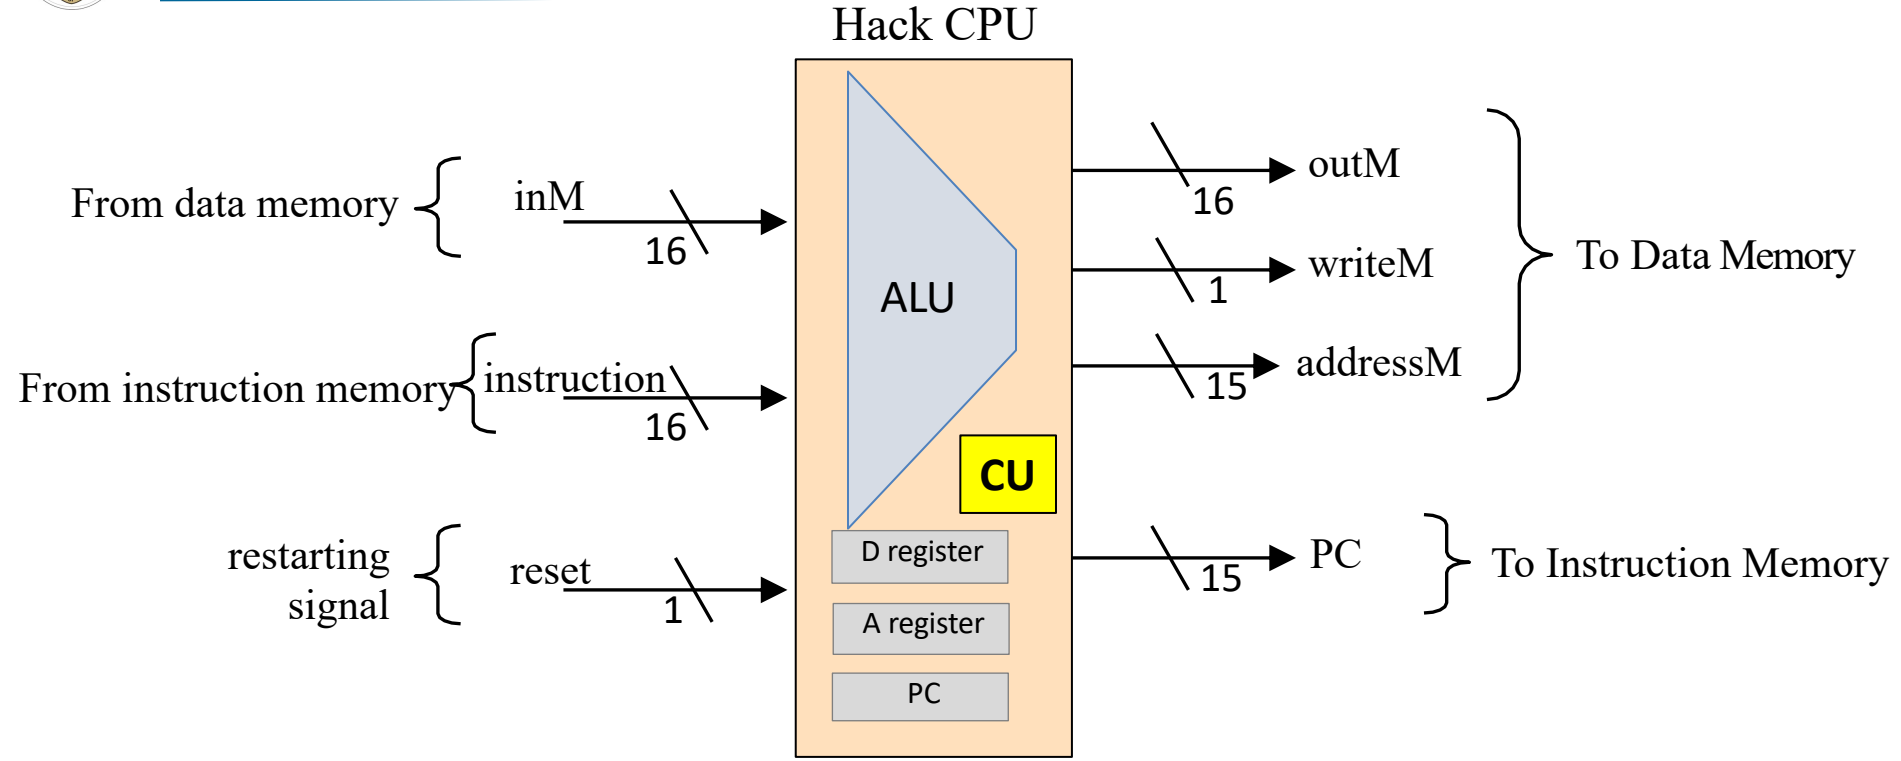 Hack CPU
From data memory
inM
16
From instruction memory
instruction
16
restarting
signal
reset
1
ALU
CU
D register
A register
PC
outM
16
writeM
1
addressM
15
To Data Memory
PC
15
To Instruction Memory